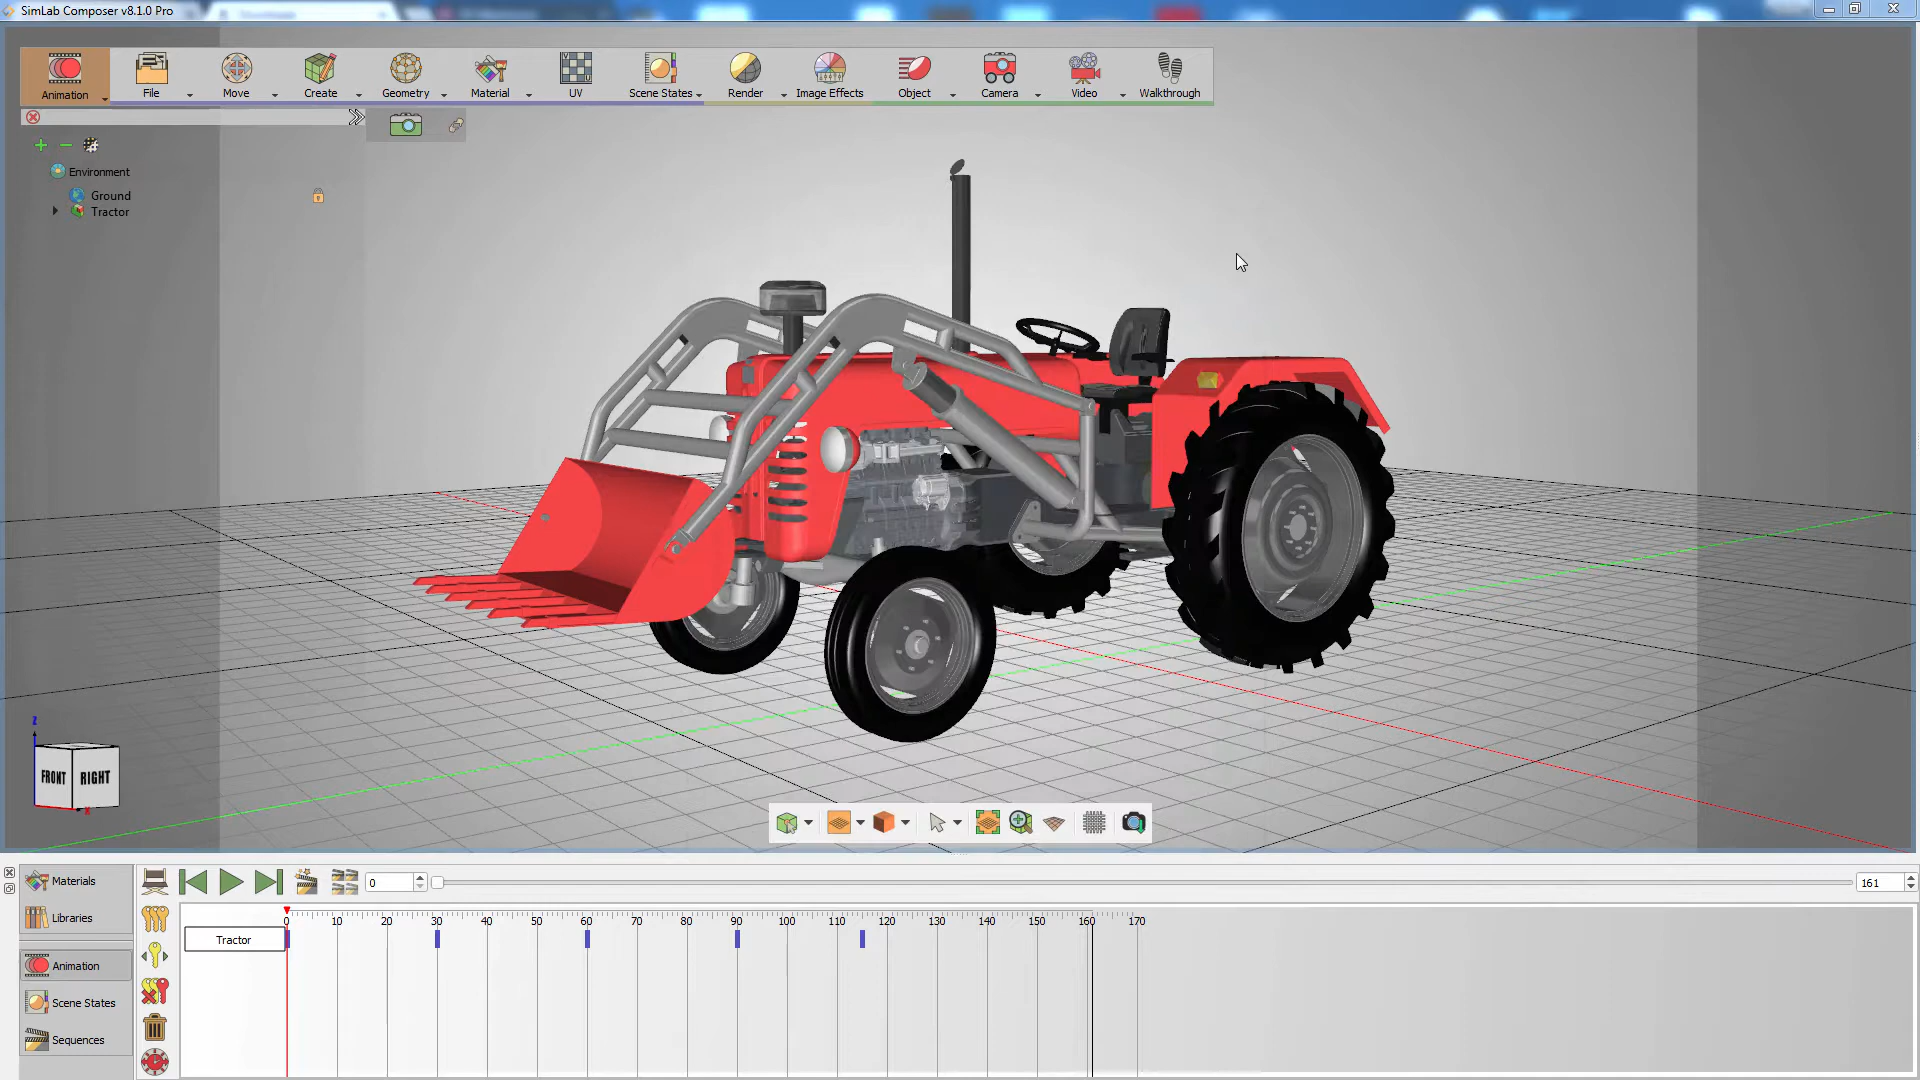 SimLab Composer v8.1.0 Pro
Animation File Move Create Geometry Material UV Scene States Render Image Effects Object Camera Video Walkthrough
Environment
Ground
Tractor
Z
FRONT RIGHT
X
Materials
0
161
Libraries
0 10 20 30 40 50 60 70 80 90 100 110 120 130 140 150 160 170
Tractor
Animation
Scene States
Sequences